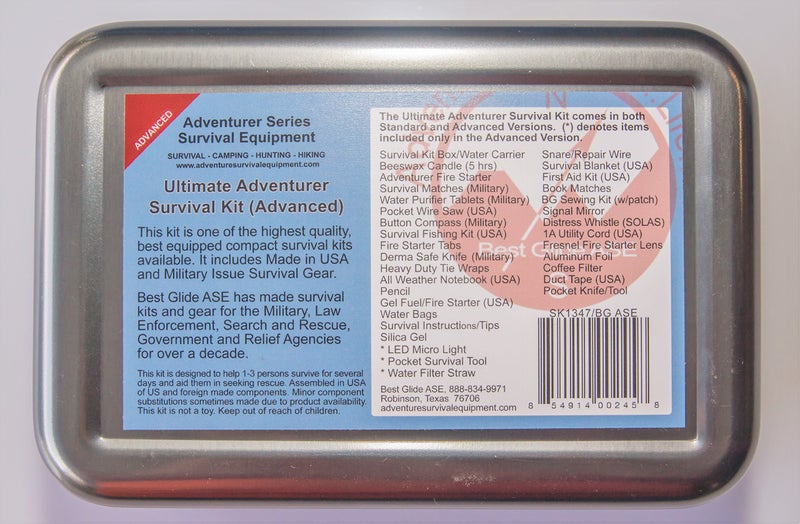 ADVANCED
Adventurer Series
Survival Equipment
SURVIVAL - CAMPING - HUNTING - HIKING
www.adventuresurvivalequipment.com
Ultimate Adventurer
Survival Kit (Advanced)
This kit is one of the highest quality,
best equipped compact survival kits
available. It includes Made in USA
and Military Issue Survival Gear.
Best Glide ASE has made survival
kits and gear for the Military, Law
Enforcement, Search and Rescue,
Government and Relief Agencies
for over a decade.
This kit is designed to help 1-3 persons survive for several
days and aid them in seeking rescue. Assembled in USA
of US and foreign made components. Minor component
substitutions sometimes made due to product availability.
This kit is not a toy. Keep out of reach of children.
The Ultimate Adventurer Survival Kit comes in both
Standard and Advanced Versions. (*) denotes items
included only in the Advanced Version.
Survival Kit Box/Water Carrier
Beeswax Candle (5 hrs)
Adventurer Fire Starter
Survival Matches (Military)
Water Purifier Tablets (Military)
Pocket Wire Saw (USA)
Button Compass (Military)
Survival Fishing Kit (USA)
Fire Starter Tabs
Derma Safe Knife (Military)
Heavy Duty Tie Wraps
All Weather Notebook (USA)
Pencil
Gel Fuel/Fire Starter (USA)
Water Bags
Survival Instructions/Tips
Silica Gel
* LED Micro Light
* Pocket Survival Tool
* Water Filter Straw
Best Glide ASE, 888-834-9971
Robinson, Texas 76706
adventuresurvivalequipment.com
Snare/Repair Wire
Survival Blanket (USA)
First Aid Kit (USA)
Book Matches
BG Sewing Kit (w/patch)
Signal Mirror
Distress Whistle (SOLAS)
1A Utility Cord (USA)
Fresnel Fire Starter Lens
Aluminum Foil
Coffee Filter
Duct Tape (USA)
Pocket Knife/Tool
SK1347/BG ASE
8 54914 00245 8
Best Glide ASE
N
S